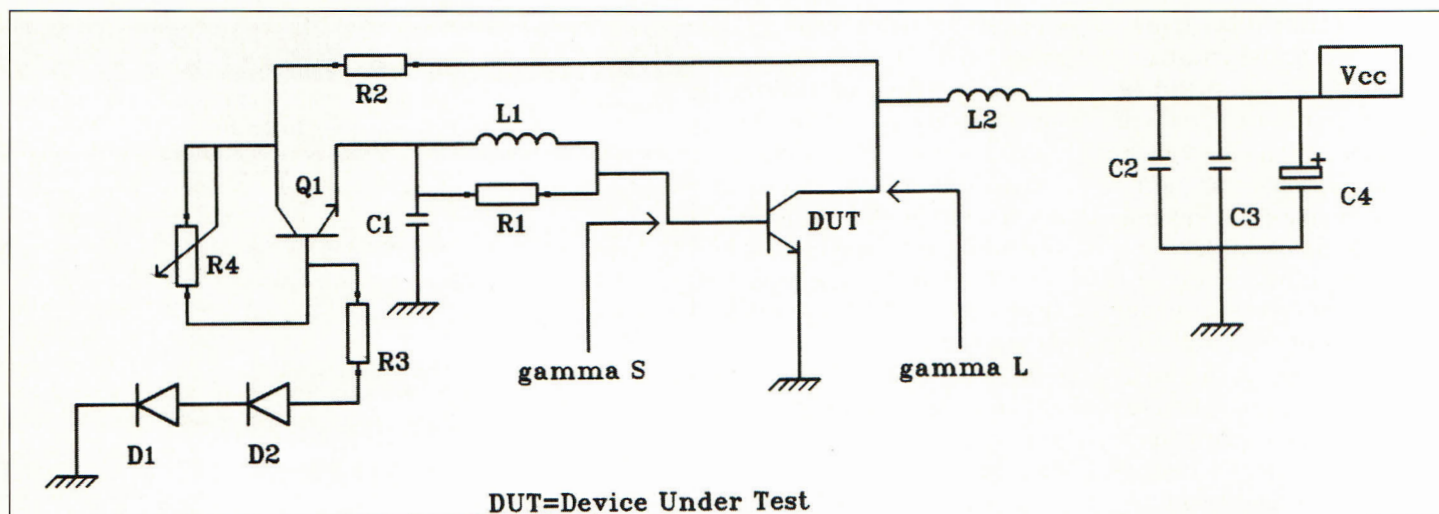 R2
Vcc
L1
L2
Q1
C1
R1
C2
C3
C4
+
R4
DUT
R3
gamma S
gamma L
D1
D2
DUT=Device Under Test